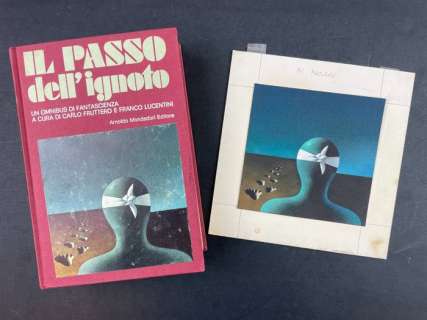 IL PASSO
dell'ignoto
UN OMNIBUS DI FANTASCIENZA
A CURA DI CARLO FRUTTERO E FRANCO LUCENTINI
Arnoldo Mondadori Editore